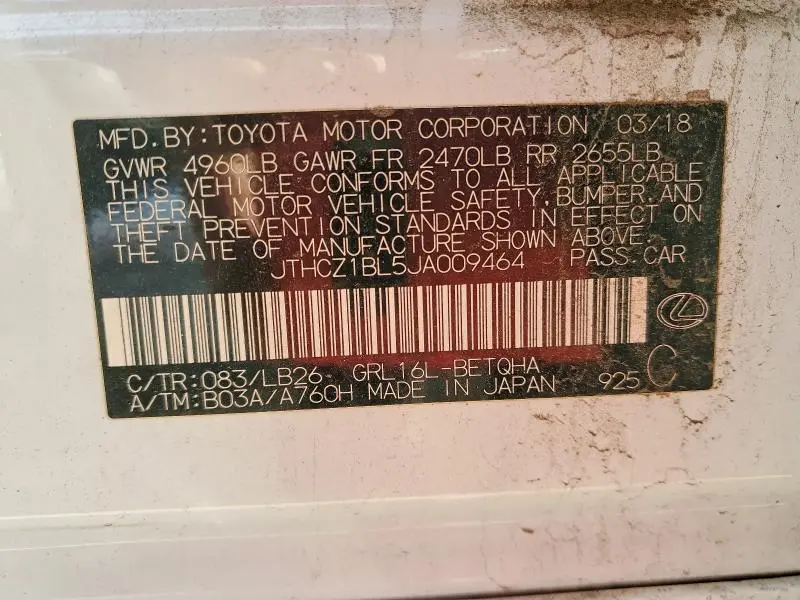 MFD. BY: TOYOTA MOTOR CORPORATION 03/18
GVWR 4960LB GAWR FR 2470LB RR 2655LB
THIS VEHICLE CONFORMS TO ALL APPLICABLE
FEDERAL MOTOR VEHICLE SAFETY, BUMPER, AND
THEFT PREVENTION STANDARDS IN EFFECT ON
THE DATE OF MANUFACTURE SHOWN ABOVE.
JTHCZ1BL5JA009464 PASS. CAR
C/TR: 083/LB26 GRL16L-BETQHA
A/TM: B03A/A760H MADE IN JAPAN 925 C